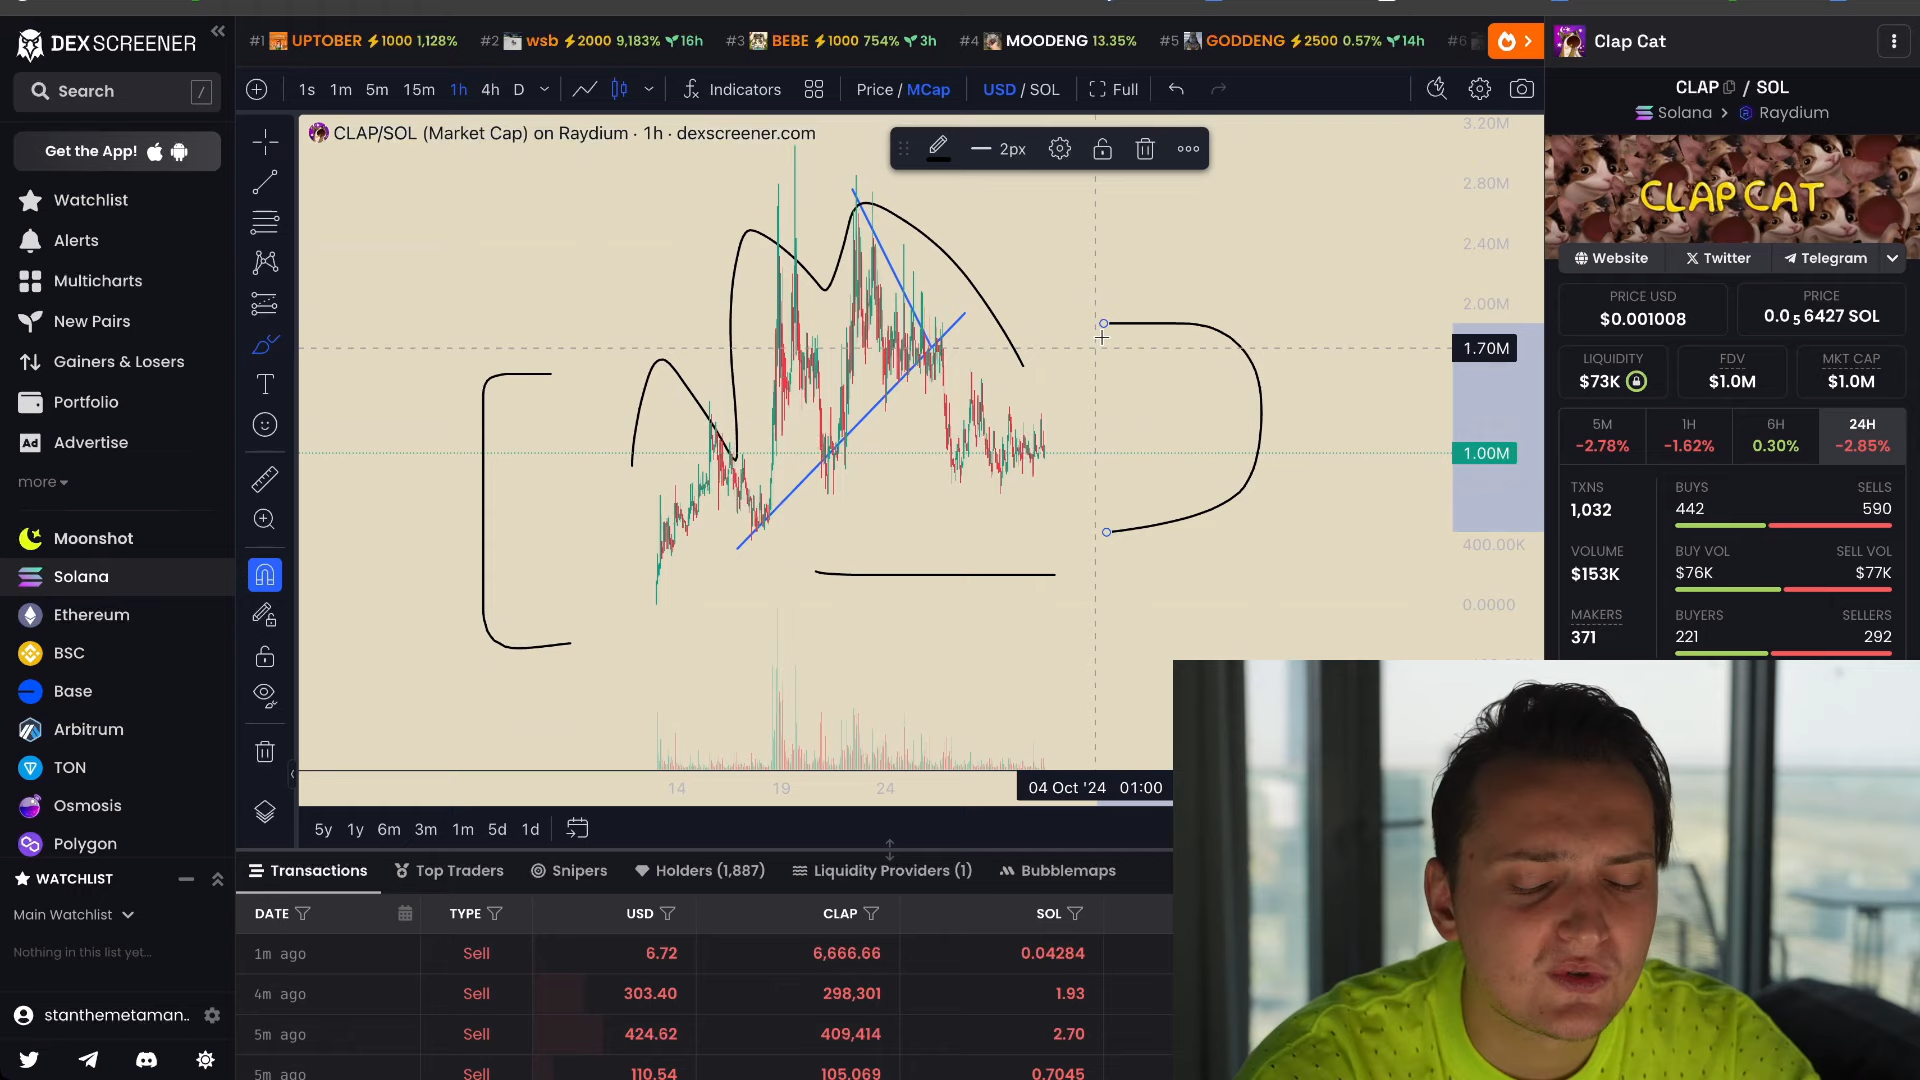 DEX SCREENER
#1 UPTOBER 1000 1,128%
#2 wsb 2000 9,183% 16h
#3 BEBE 1000 754% 3h
#4 MOODENG 13.35%
#5 GODDENG 2500 0.57% 14h
#6
Clap Cat
Search /
1s 1m 5m 15m 1h 4h D
Indicators
Price / MCap
USD / SOL
Full
CLAP / SOL
Solana > Raydium
Get the App!
CLAP/SOL (Market Cap) on Raydium · 1h · dexscreener.com
2px
3.20M
2.80M
2.40M
2.00M
1.70M
1.00M
400.00K
0.0000
CLAP CAT
Watchlist
Alerts
Multicharts
New Pairs
Gainers & Losers
Portfolio
Ad Advertise
more
Website Twitter Telegram
PRICE USD
$0.001008
PRICE
0.0₅6427 SOL
LIQUIDITY
$73K
FDV
$1.0M
MKT CAP
$1.0M
5M
-2.78%
1H
-1.62%
6H
0.30%
24H
-2.85%
TXNS
1,032
BUYS
442
SELLS
590
VOLUME
$153K
BUY VOL
$76K
SELL VOL
$77K
MAKERS
371
BUYERS
221
SELLERS
292
Moonshot
Solana
Ethereum
BSC
Base
Arbitrum
TON
Osmosis
Polygon
14 19 24
04 Oct '24 01:00
5y 1y 6m 3m 1m 5d 1d
WATCHLIST
Main Watchlist
Nothing in this list yet...
stanthemetaman..
Transactions Top Traders Snipers Holders (1,887) Liquidity Providers (1) Bubblemaps
DATE TYPE USD CLAP SOL
1m ago Sell 6.72 6,666.66 0.04284
4m ago Sell 303.40 298,301 1.93
5m ago Sell 424.62 409,414 2.70
5m ago Sell 110.54 105,069 0.7045